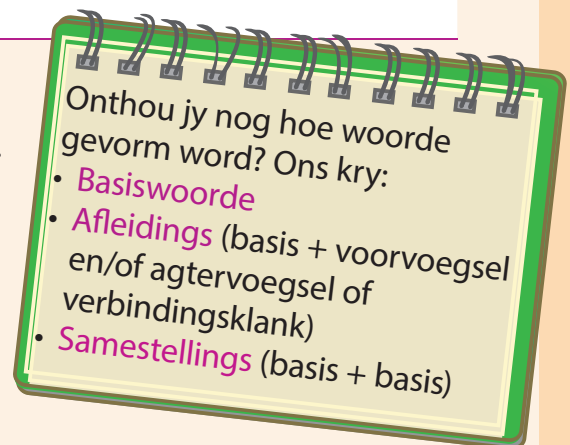 Onthou jy nog hoe woorde
gevorm word? Ons kry:
• Basiswoorde
• Afleidings (basis + voorvoegsel
en/of agtervoegsel of
verbindingsklank)
• Samestellings (basis + basis)